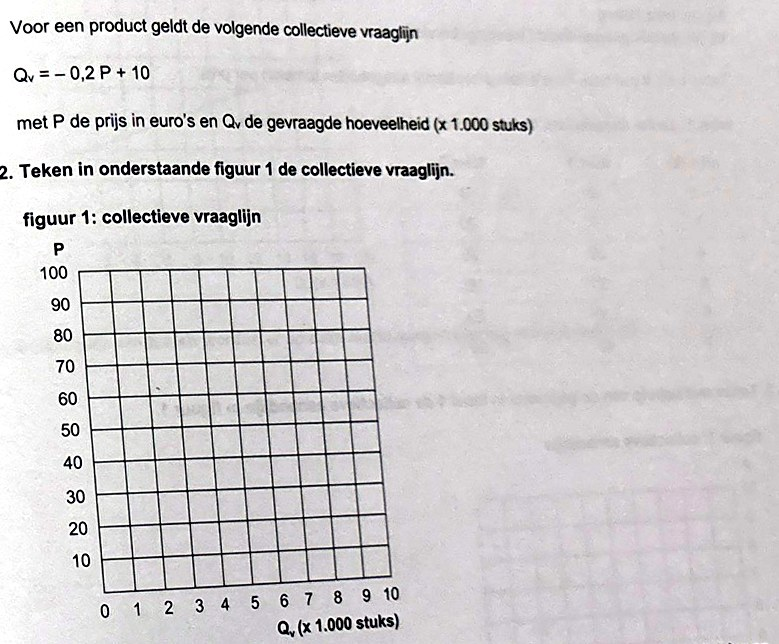 Voor een product geldt de volgende collectieve vraaglijn
Qv = – 0,2 P + 10
met P de prijs in euro's en Qv de gevraagde hoeveelheid (x 1.000 stuks)
2. Teken in onderstaande figuur 1 de collectieve vraaglijn.
figuur 1: collectieve vraaglijn
P
100
90
80
70
60
50
40
30
20
10
0 1 2 3 4 5 6 7 8 9 10
Qv (x 1.000 stuks)